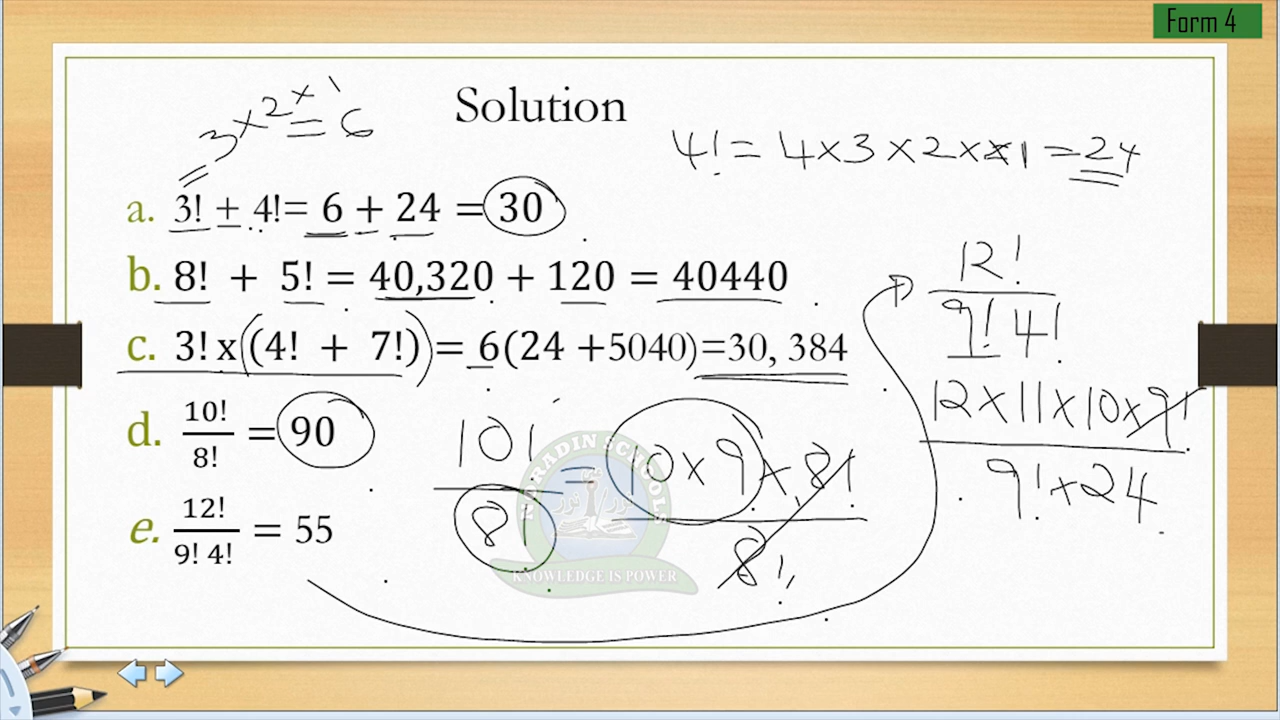 Form 4
Solution
3 x 2 x 1 = 6
4! = 4 x 3 x 2 x 1 = 24
a. 3! + 4!= 6 + 24 = 30
b. 8! + 5! = 40,320 + 120 = 40440
c. 3! x (4! + 7!) = 6(24 +5040)=30, 384
d. 10!/8! = 90
10!/8! = 10 x 9 x 8!/8!
e. 12!/9! 4! = 55
12!/9! 4!
12 x 11 x 10 x 9!/9! x 24
KNOWLEDGE IS POWER